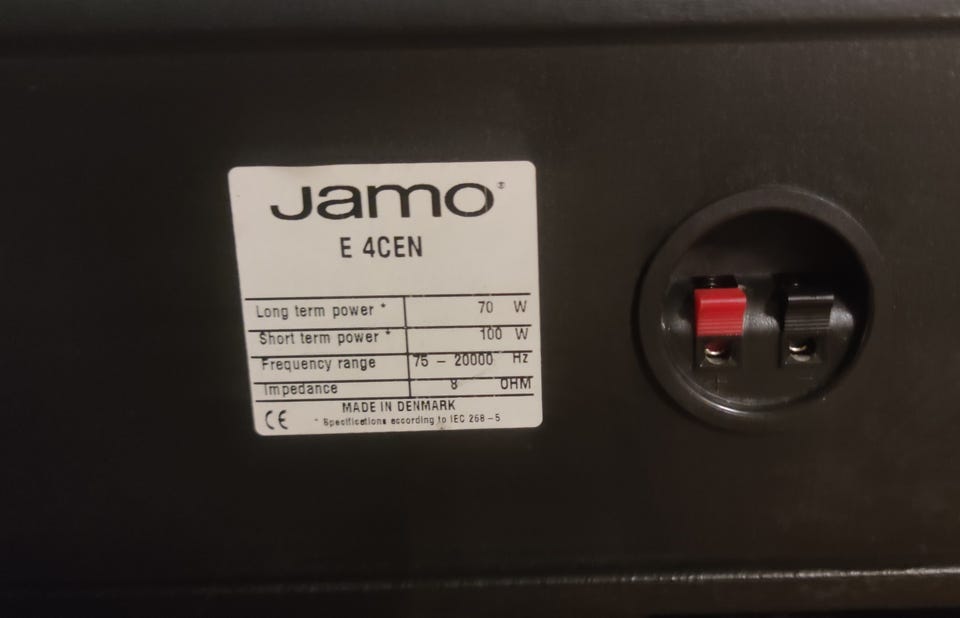 Jamo®
E 4CEN
Long term power * 70 W
Short term power * 100 W
Frequency range 75 – 20000 Hz
Impedance 8 OHM
MADE IN DENMARK
CE * Specifications according to IEC 268-5
+ −